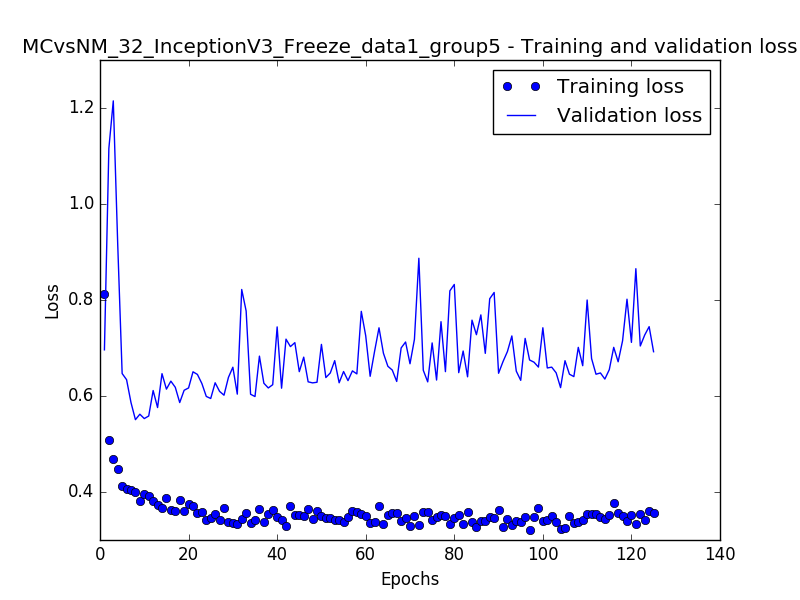 MCvsNM_32_InceptionV3_Freeze_data1_group5 - Training and validation loss
Training loss
Validation loss
1.2
1.0
0.8
0.6
0.4
Loss
0 20 40 60 80 100 120 140
Epochs